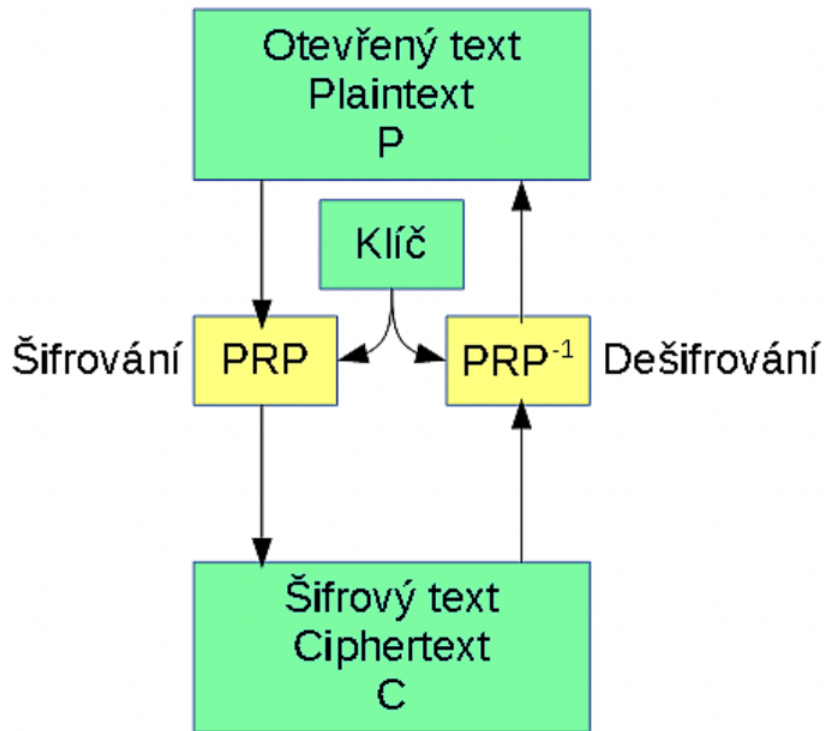 Otevřený text
Plaintext
P
Klíč
Šifrování
PRP
PRP⁻¹
Dešifrování
Šifrový text
Ciphertext
C